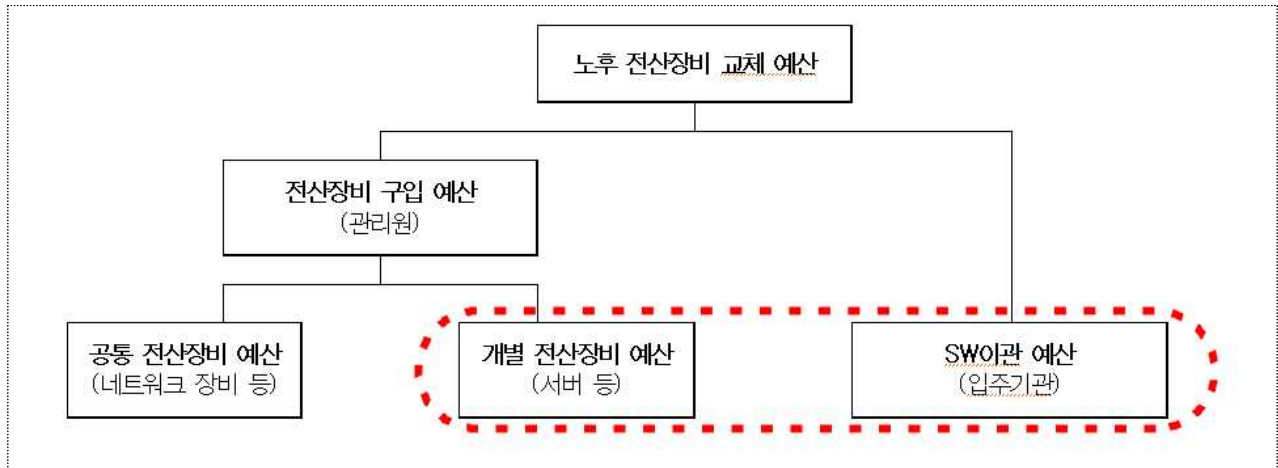 노후 전산장비 교체 예산
전산장비 구입 예산
(관리원)
공통 전산장비 예산
(네트워크 장비 등)
개별 전산장비 예산
(서버 등)
SW이관 예산
(입주기관)